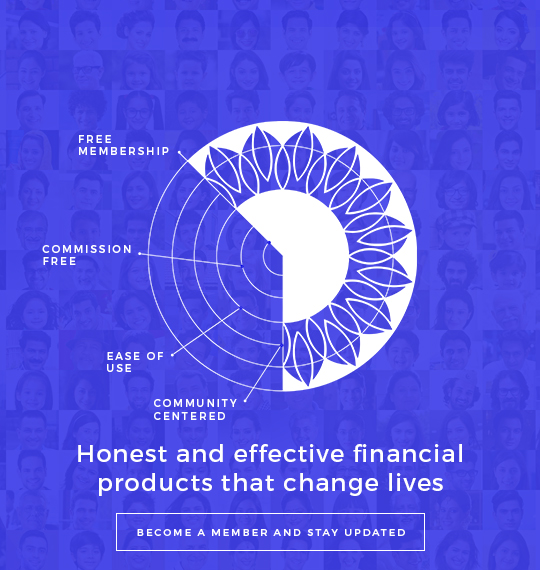 FREE
MEMBERSHIP
COMMISSION
FREE
EASE OF
USE
COMMUNITY
CENTERED
Honest and effective financial
products that change lives
BECOME A MEMBER AND STAY UPDATED